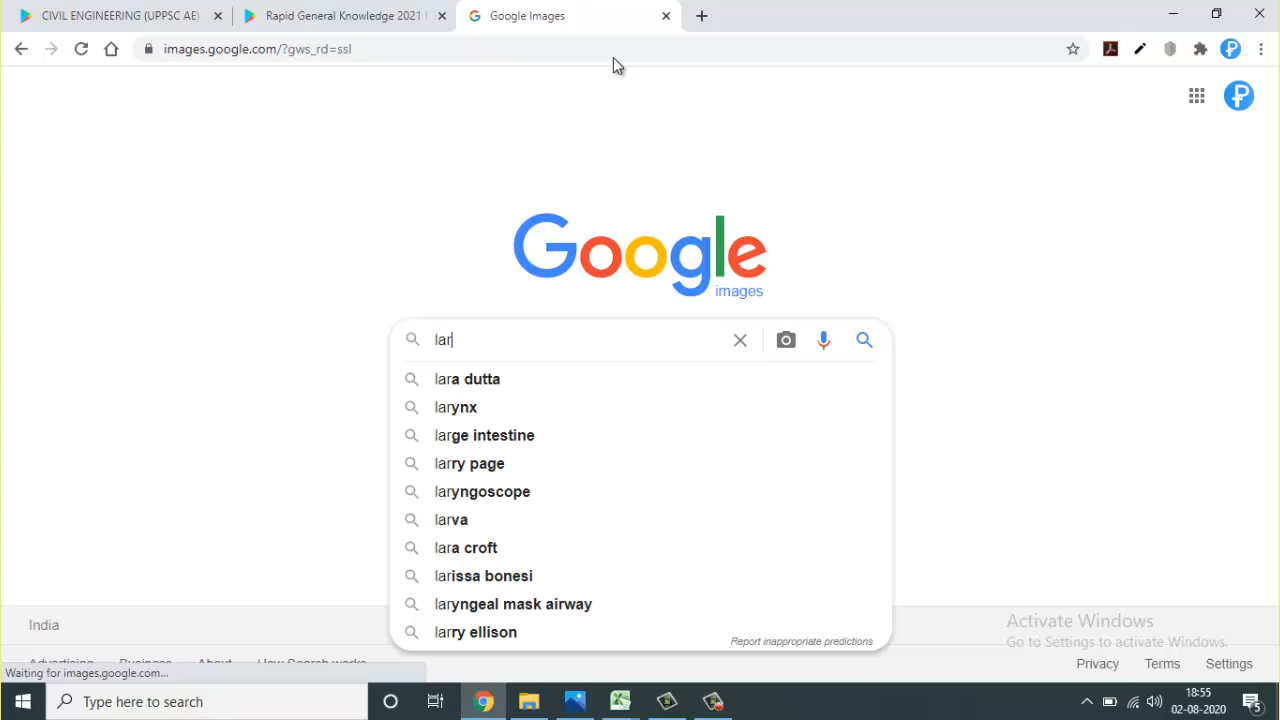 CIVIL ENGINEERING (UPPSC AE)
Rapid General Knowledge 2021 f
Google Images
images.google.com/?gws_rd=ssl
Google
images
lar
lara dutta
larynx
large intestine
larry page
laryngoscope
larva
lara croft
larissa bonesi
laryngeal mask airway
larry ellison
Report inappropriate predictions
India
Activate Windows
Go to Settings to activate Windows.
Advertising Business About How Search works
Privacy Terms Settings
Waiting for images.google.com...
Type here to search
18:55
02-08-2020
5